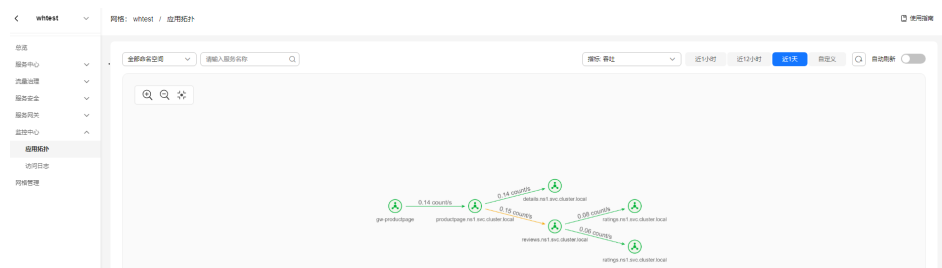 whtest
网格： whtest / 应用拓扑
使用指南
总览
服务中心
流量治理
服务安全
服务网关
监控中心
应用拓扑
访问日志
网格管理
全部命名空间
请输入服务名称
指标: 吞吐
近1小时
近12小时
近1天
自定义
自动刷新
0.14 count/s
0.14 count/s
0.15 count/s
0.08 count/s
0.06 count/s
gw-productpage
productpage.ns1.svc.cluster.local
details.ns1.svc.cluster.local
reviews.ns1.svc.cluster.local
ratings.ns1.svc.cluster.local
ratings.ns1.svc.cluster.local